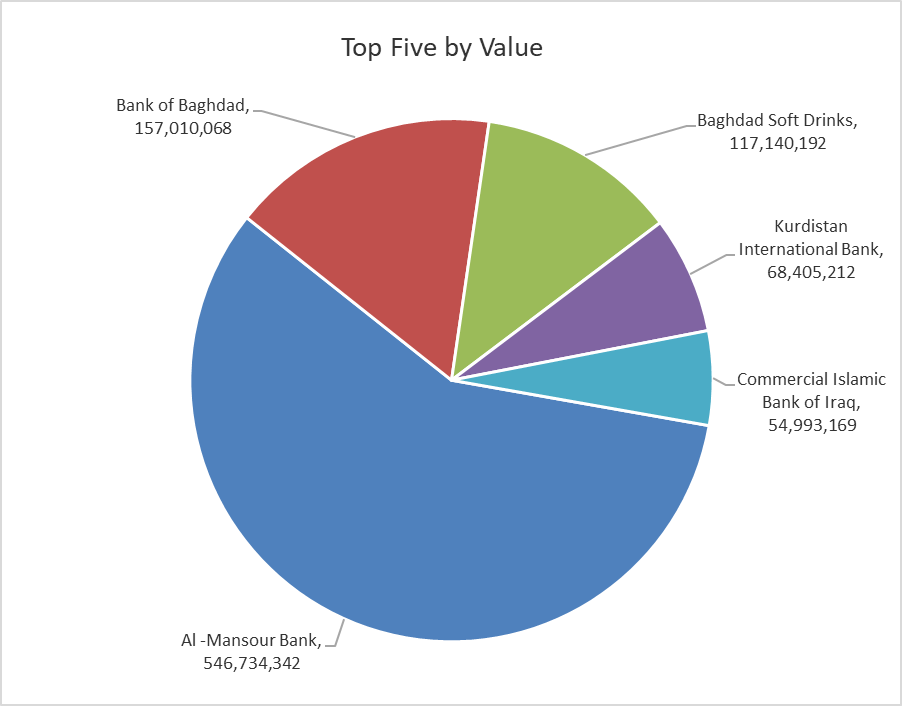 Top Five by Value
Bank of Baghdad,
157,010,068
Baghdad Soft Drinks,
117,140,192
Kurdistan
International Bank,
68,405,212
Commercial Islamic
Bank of Iraq,
54,993,169
Al -Mansour Bank,
546,734,342